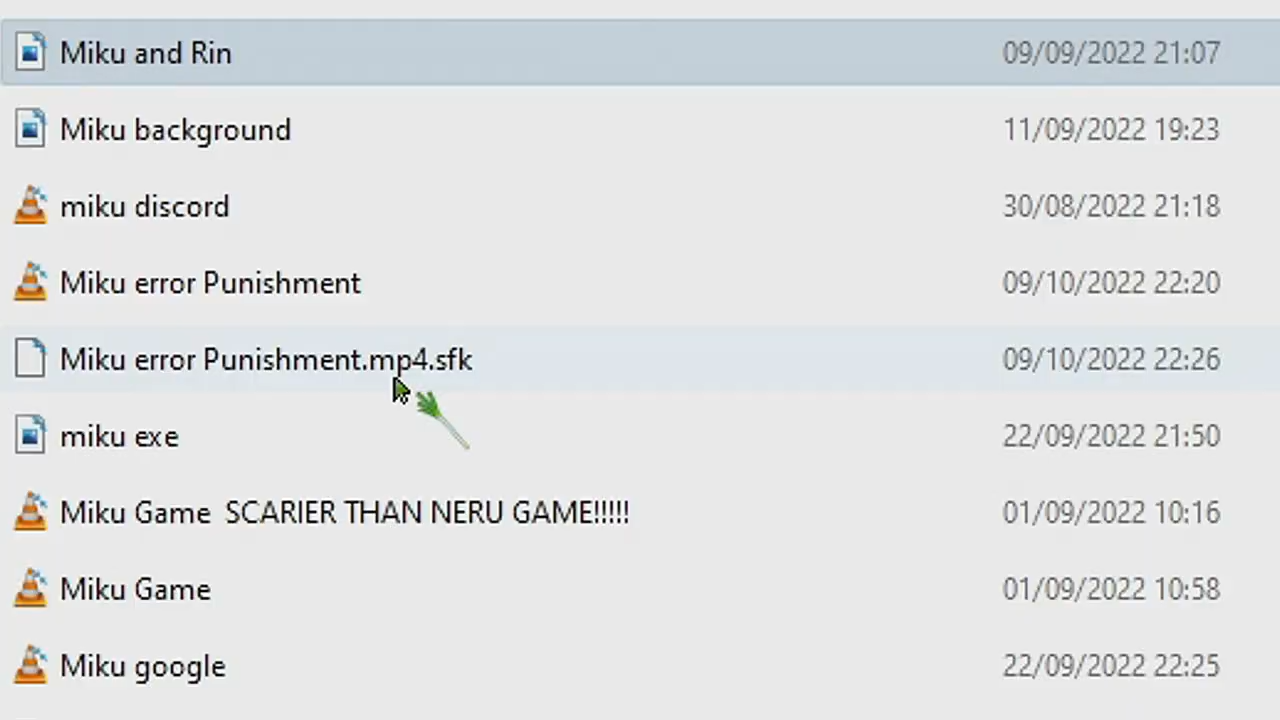 Miku and Rin 09/09/2022 21:07
Miku background 11/09/2022 19:23
miku discord 30/08/2022 21:18
Miku error Punishment 09/10/2022 22:20
Miku error Punishment.mp4.sfk 09/10/2022 22:26
miku exe 22/09/2022 21:50
Miku Game  SCARIER THAN NERU GAME!!!!! 01/09/2022 10:16
Miku Game 01/09/2022 10:58
Miku google 22/09/2022 22:25